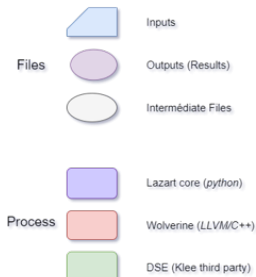 Inputs
Files
Outputs (Results)
Intermédiate Files
Lazart core (python)
Process
Wolverine (LLVM/C++)
DSE (Klee third party)